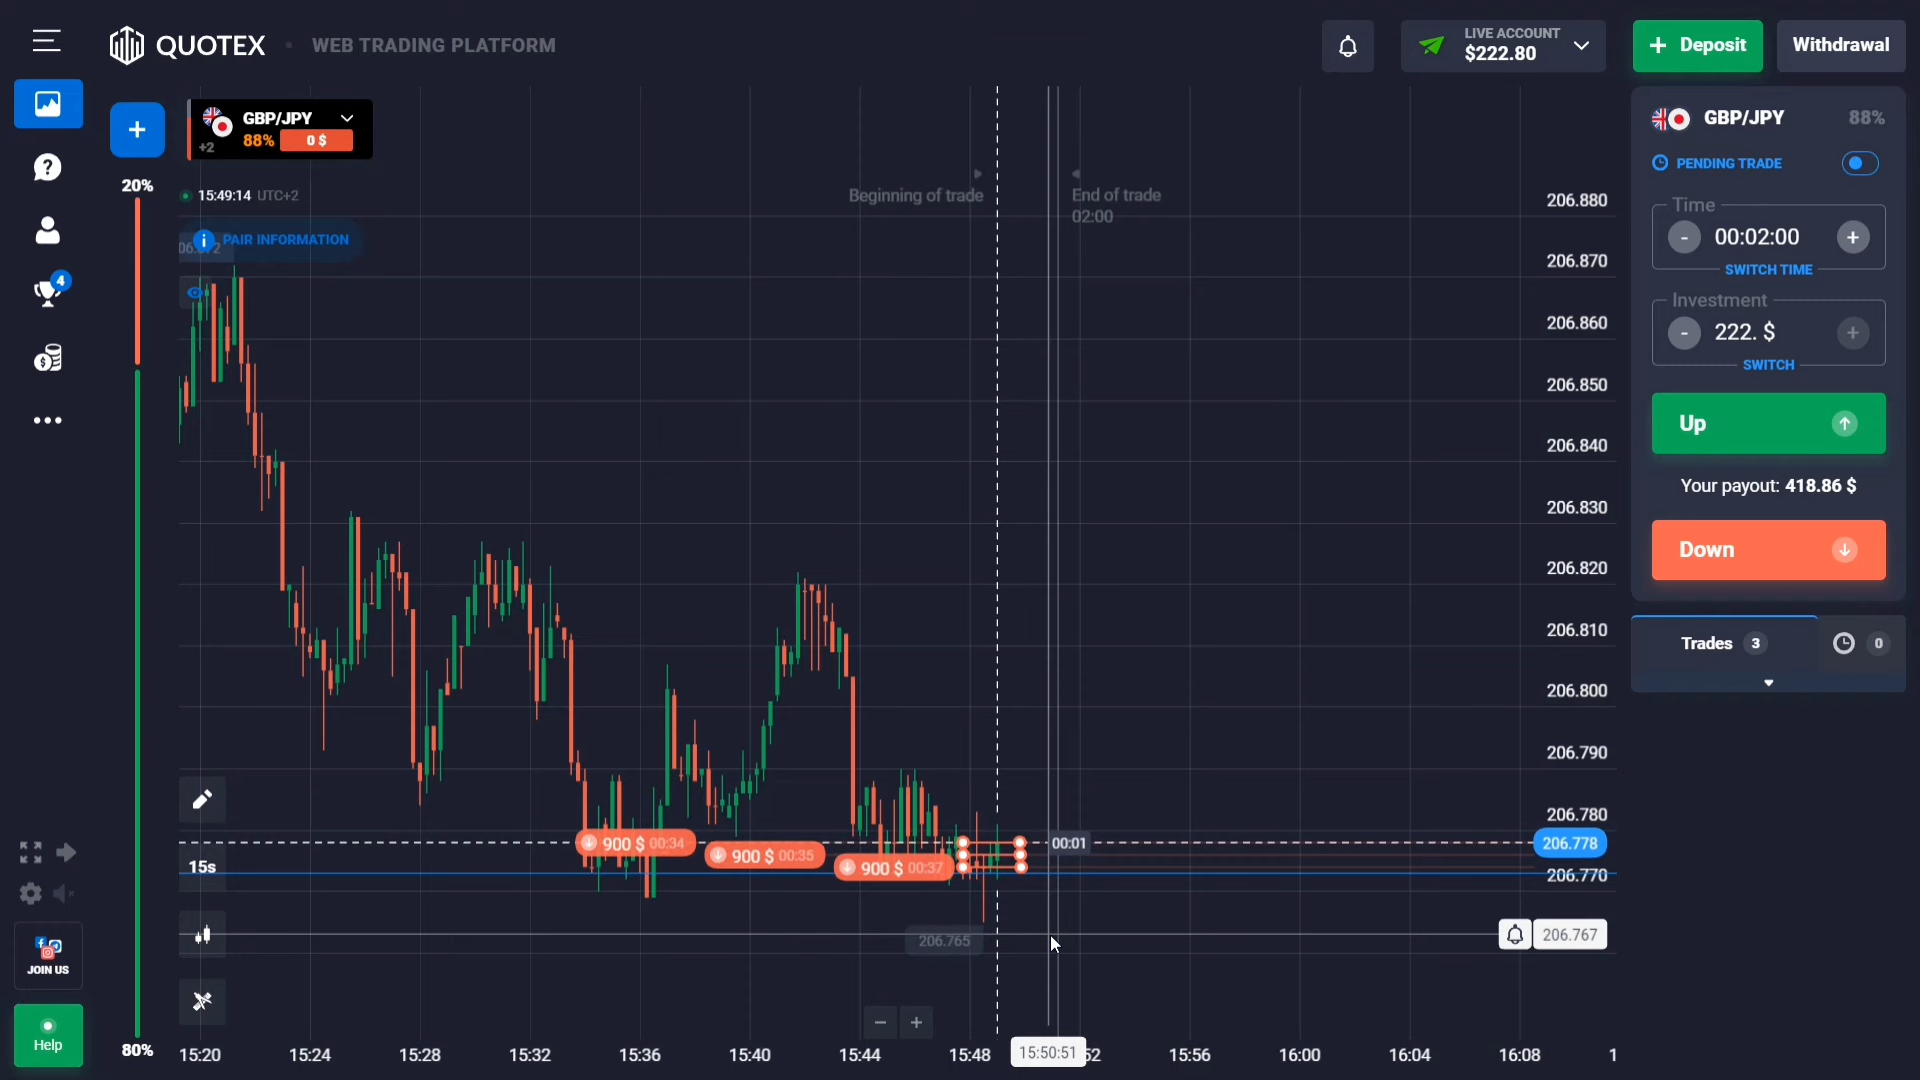 QUOTEX
WEB TRADING PLATFORM
LIVE ACCOUNT
$222.80
+ Deposit
Withdrawal
+
GBP/JPY
+2
88%
0 $
GBP/JPY
88%
PENDING TRADE
20%
15:49:14 UTC+2
PAIR INFORMATION
Beginning of trade
End of trade
02:00
Time
- 00:02:00 +
SWITCH TIME
Investment
- 222. $ +
SWITCH
Up
Your payout: 418.86 $
Down
Trades 3
0
4
206.880
206.870
206.860
206.850
206.840
206.830
206.820
206.810
206.800
206.790
206.780
206.778
206.770
206.767
900 $ 00:34
900 $ 00:35
900 $ 00:37
00:01
206.765
15s
JOIN US
Help
80%
- +
15:20
15:24
15:28
15:32
15:36
15:40
15:44
15:48
15:50:51
52
15:56
16:00
16:04
16:08
1